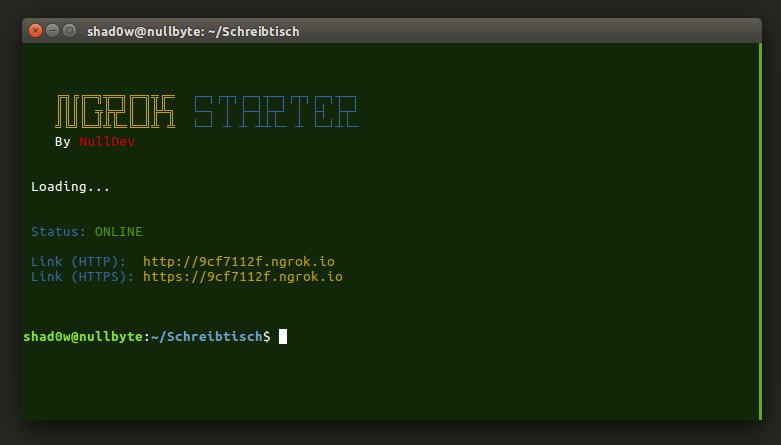 shad0w@nullbyte: ~/Schreibtisch
NGROK STARTER
By NullDev
Loading...
Status: ONLINE
Link (HTTP): http://9cf7112f.ngrok.io
Link (HTTPS): https://9cf7112f.ngrok.io
shad0w@nullbyte:~/Schreibtisch$